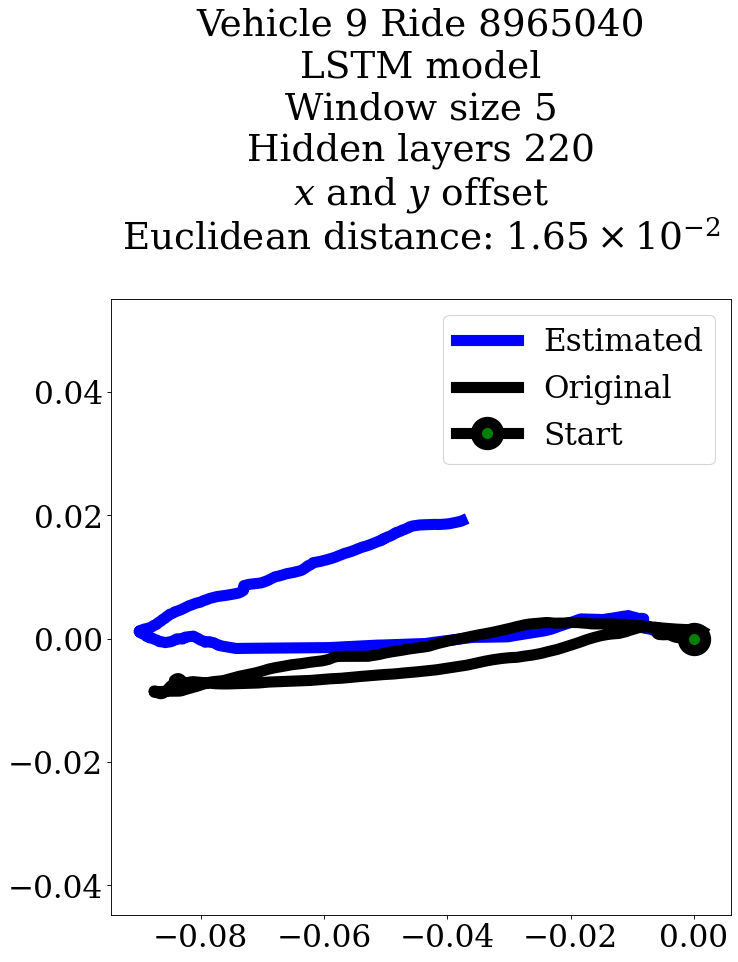 Vehicle 9 Ride 8965040
LSTM model
Window size 5
Hidden layers 220
x and y offset
Euclidean distance: 1.65 × 10⁻²
Estimated
Original
Start
0.04
0.02
0.00
−0.02
−0.04
−0.08 −0.06 −0.04 −0.02 0.00